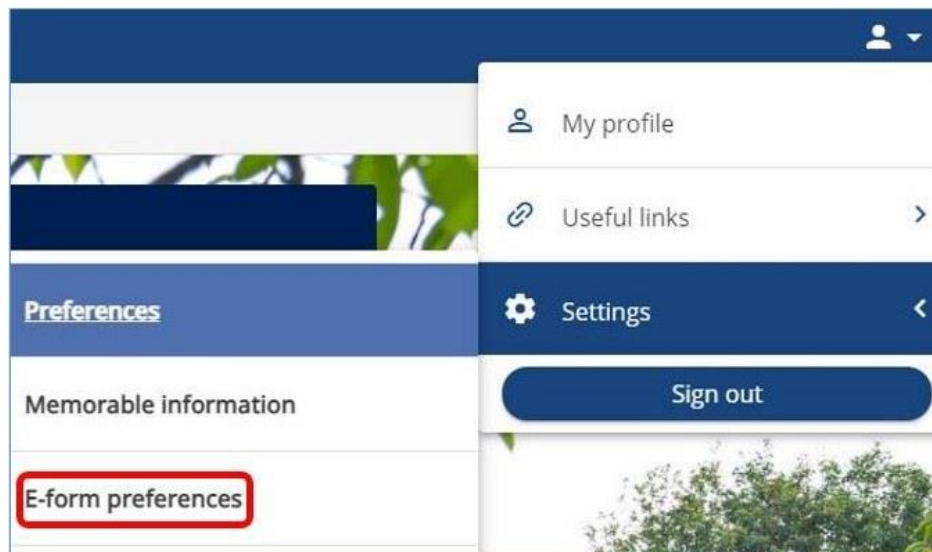 My profile
Useful links
Settings
Sign out
Preferences
Memorable information
E-form preferences